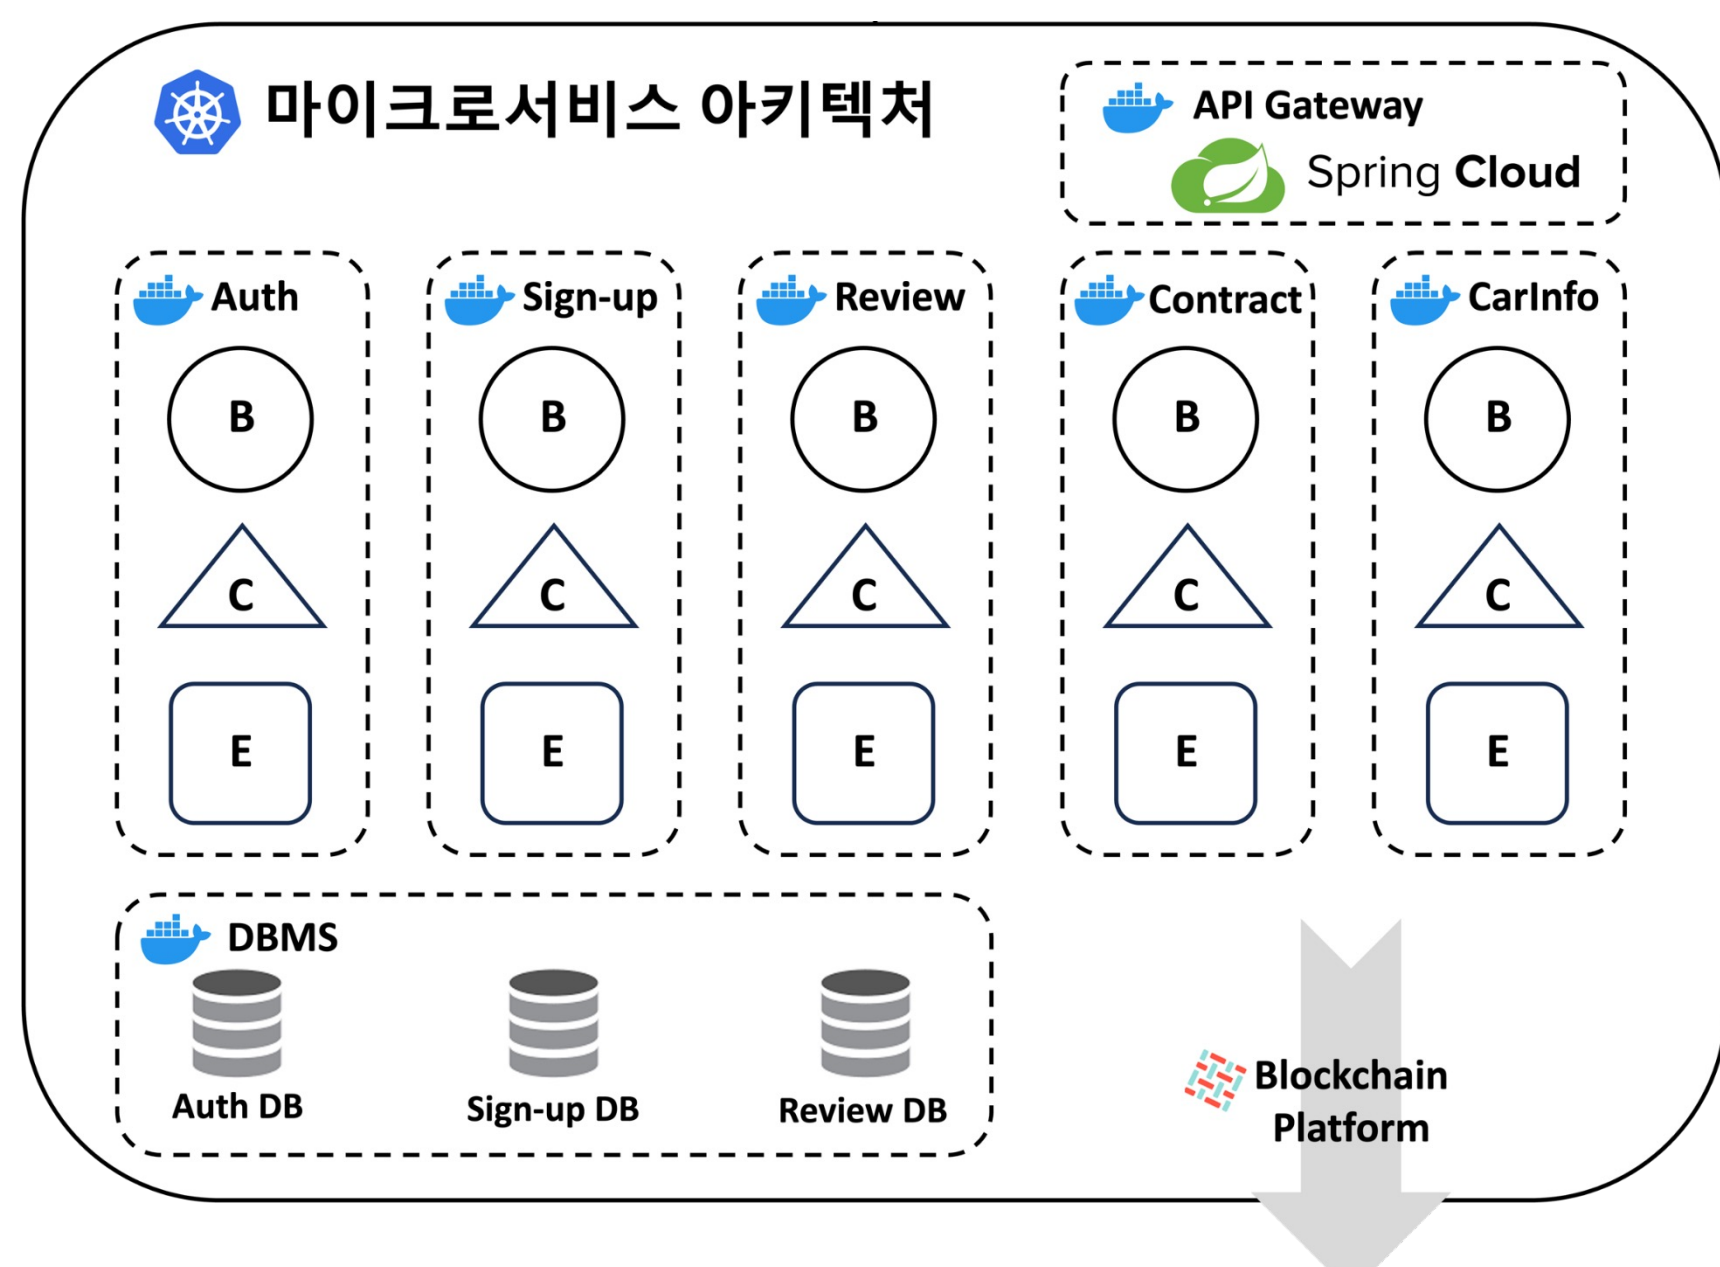 마이크로서비스 아키텍처
API Gateway
Spring Cloud
Auth
Sign-up
Review
Contract
CarInfo
B
B
B
B
B
C
C
C
C
C
E
E
E
E
E
DBMS
Auth DB
Sign-up DB
Review DB
Blockchain
Platform